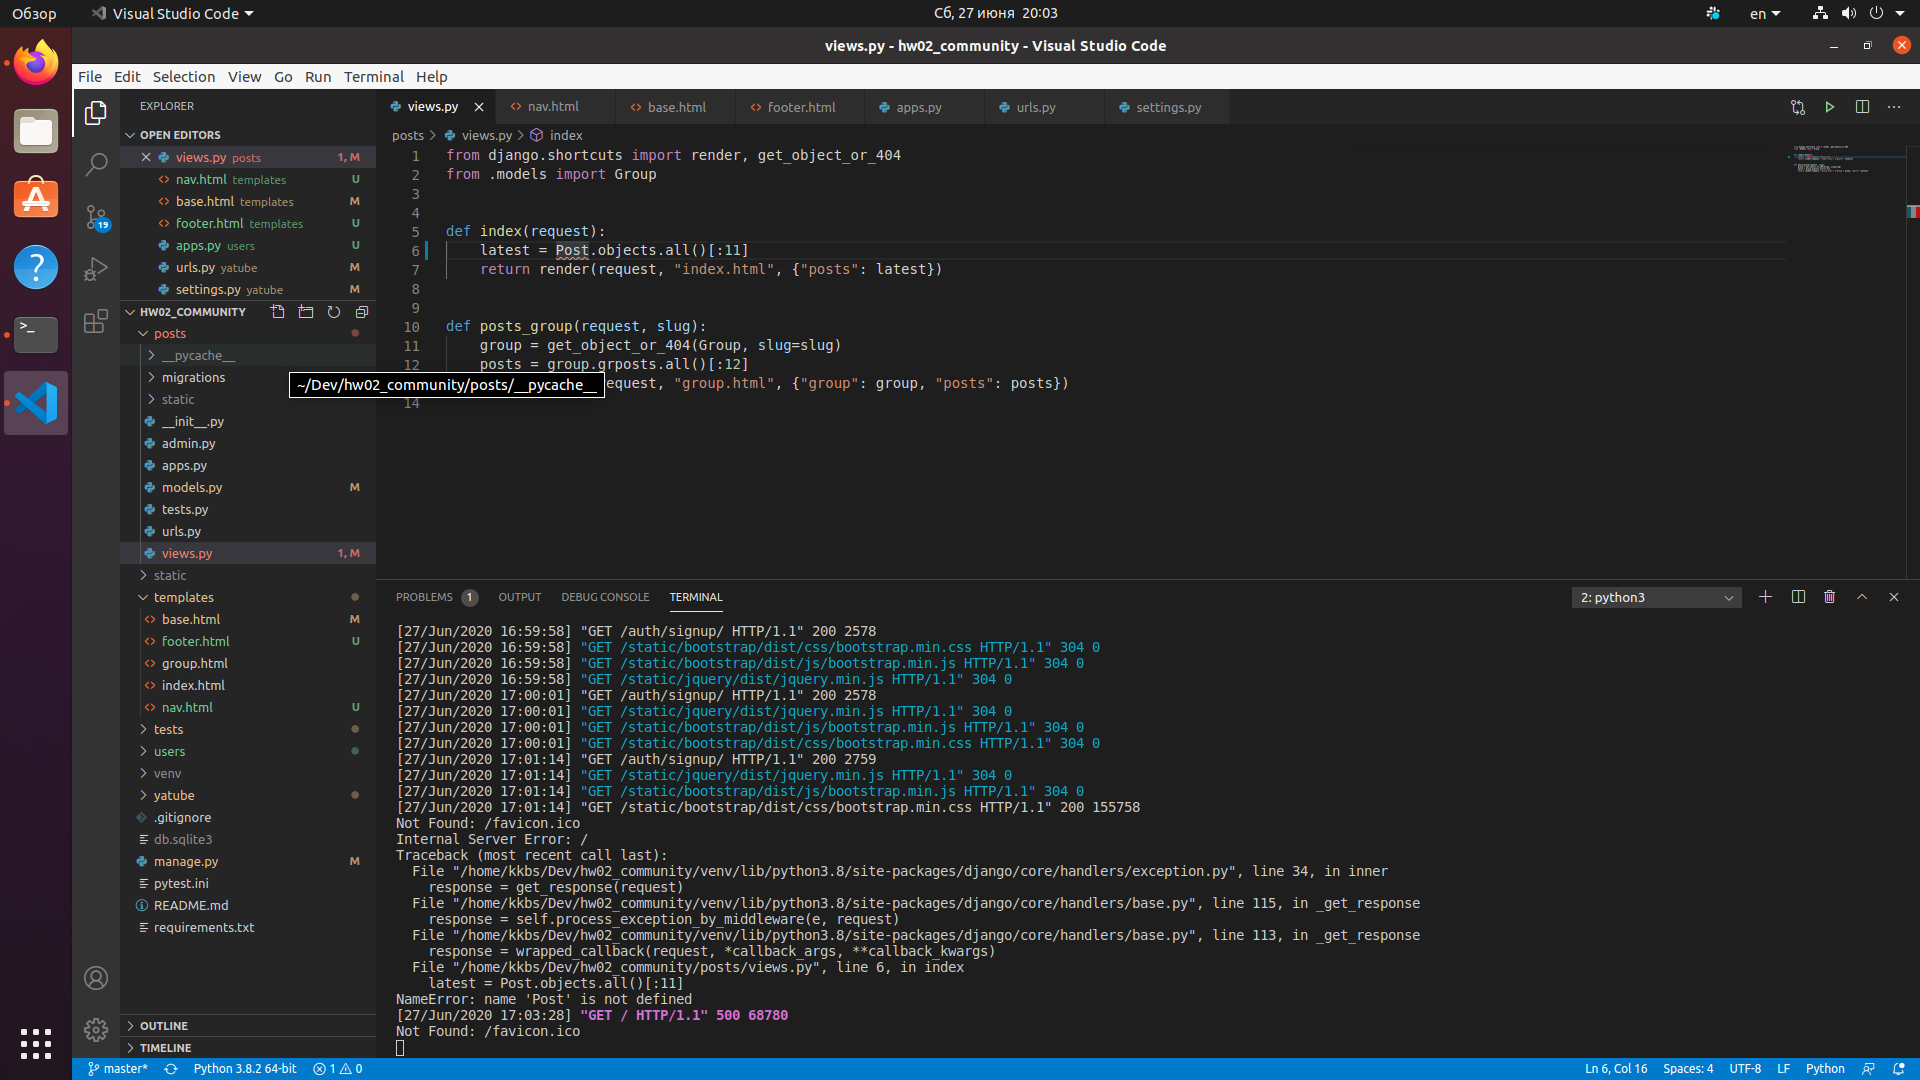 Обзор
Visual Studio Code
Сб, 27 июня 20:03
en
views.py - hw02_community - Visual Studio Code
File Edit Selection View Go Run Terminal Help
EXPLORER
OPEN EDITORS
views.py posts 1, M
nav.html templates U
base.html templates M
footer.html templates U
apps.py users U
urls.py yatube M
settings.py yatube M
HW02_COMMUNITY
posts
__pycache__
migrations
static
__init__.py
admin.py
apps.py
models.py M
tests.py
urls.py
views.py 1, M
static
templates
base.html M
footer.html U
group.html
index.html
nav.html U
tests
users
venv
yatube
.gitignore
db.sqlite3
manage.py M
pytest.ini
README.md
requirements.txt
OUTLINE
TIMELINE
19
~/Dev/hw02_community/posts/__pycache__
views.py nav.html base.html footer.html apps.py urls.py settings.py
posts > views.py > index
1 from django.shortcuts import render, get_object_or_404
2 from .models import Group
3
4
5 def index(request):
6 latest = Post.objects.all()[:11]
7 return render(request, "index.html", {"posts": latest})
8
9
10 def posts_group(request, slug):
11 group = get_object_or_404(Group, slug=slug)
12 posts = group.grposts.all()[:12]
request, "group.html", {"group": group, "posts": posts})
14
PROBLEMS 1 OUTPUT DEBUG CONSOLE TERMINAL
2: python3
[27/Jun/2020 16:59:58] "GET /auth/signup/ HTTP/1.1" 200 2578
[27/Jun/2020 16:59:58] "GET /static/bootstrap/dist/css/bootstrap.min.css HTTP/1.1" 304 0
[27/Jun/2020 16:59:58] "GET /static/bootstrap/dist/js/bootstrap.min.js HTTP/1.1" 304 0
[27/Jun/2020 16:59:58] "GET /static/jquery/dist/jquery.min.js HTTP/1.1" 304 0
[27/Jun/2020 17:00:01] "GET /auth/signup/ HTTP/1.1" 200 2578
[27/Jun/2020 17:00:01] "GET /static/jquery/dist/jquery.min.js HTTP/1.1" 304 0
[27/Jun/2020 17:00:01] "GET /static/bootstrap/dist/js/bootstrap.min.js HTTP/1.1" 304 0
[27/Jun/2020 17:00:01] "GET /static/bootstrap/dist/css/bootstrap.min.css HTTP/1.1" 304 0
[27/Jun/2020 17:01:14] "GET /auth/signup/ HTTP/1.1" 200 2759
[27/Jun/2020 17:01:14] "GET /static/jquery/dist/jquery.min.js HTTP/1.1" 304 0
[27/Jun/2020 17:01:14] "GET /static/bootstrap/dist/js/bootstrap.min.js HTTP/1.1" 304 0
[27/Jun/2020 17:01:14] "GET /static/bootstrap/dist/css/bootstrap.min.css HTTP/1.1" 200 155758
Not Found: /favicon.ico
Internal Server Error: /
Traceback (most recent call last):
File "/home/kkbs/Dev/hw02_community/venv/lib/python3.8/site-packages/django/core/handlers/exception.py", line 34, in inner
response = get_response(request)
File "/home/kkbs/Dev/hw02_community/venv/lib/python3.8/site-packages/django/core/handlers/base.py", line 115, in _get_response
response = self.process_exception_by_middleware(e, request)
File "/home/kkbs/Dev/hw02_community/venv/lib/python3.8/site-packages/django/core/handlers/base.py", line 113, in _get_response
response = wrapped_callback(request, *callback_args, **callback_kwargs)
File "/home/kkbs/Dev/hw02_community/posts/views.py", line 6, in index
latest = Post.objects.all()[:11]
NameError: name 'Post' is not defined
[27/Jun/2020 17:03:28] "GET / HTTP/1.1" 500 68780
Not Found: /favicon.ico
master* Python 3.8.2 64-bit 1 0
Ln 6, Col 16 Spaces: 4 UTF-8 LF Python